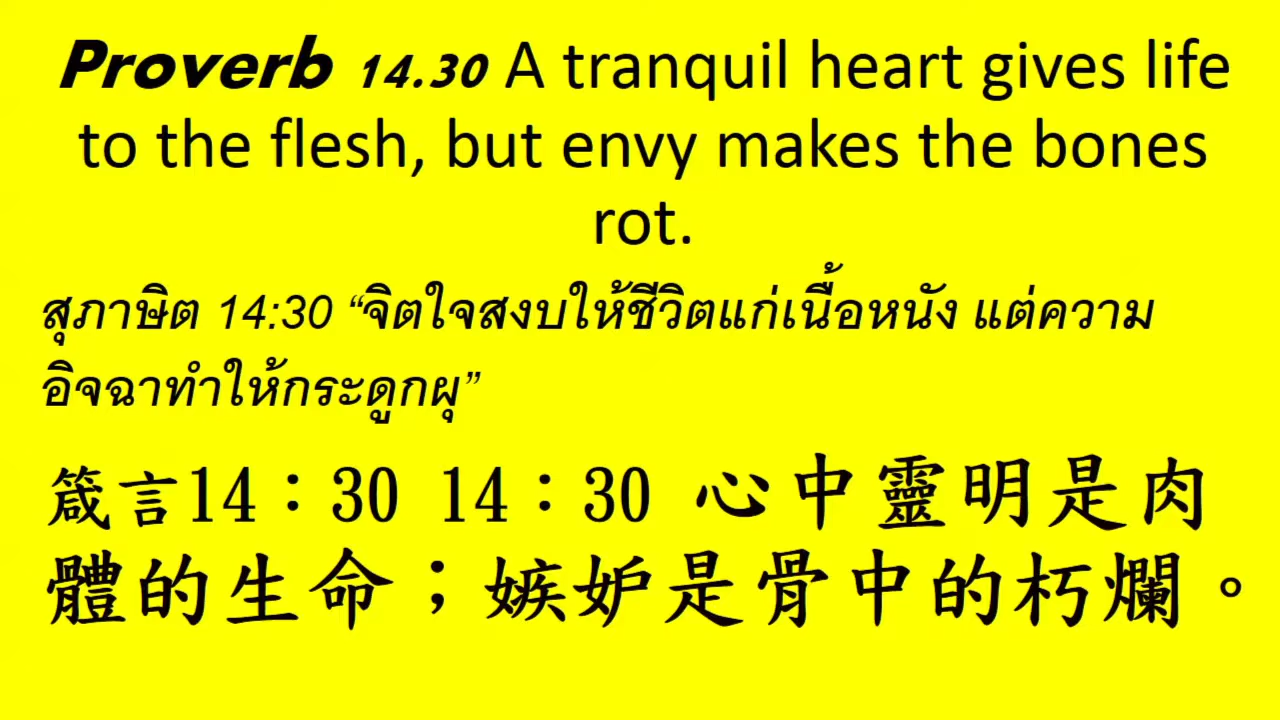 Proverb 14.30 A tranquil heart gives life
to the flesh, but envy makes the bones
rot.
สุภาษิต 14:30 “จิตใจสงบให้ชีวิตแก่เนื้อหนัง แต่ความ
อิจฉาทำให้กระดูกผุ”
箴言14：30 14：30 心中靈明是肉
體的生命；嫉妒是骨中的朽爛。